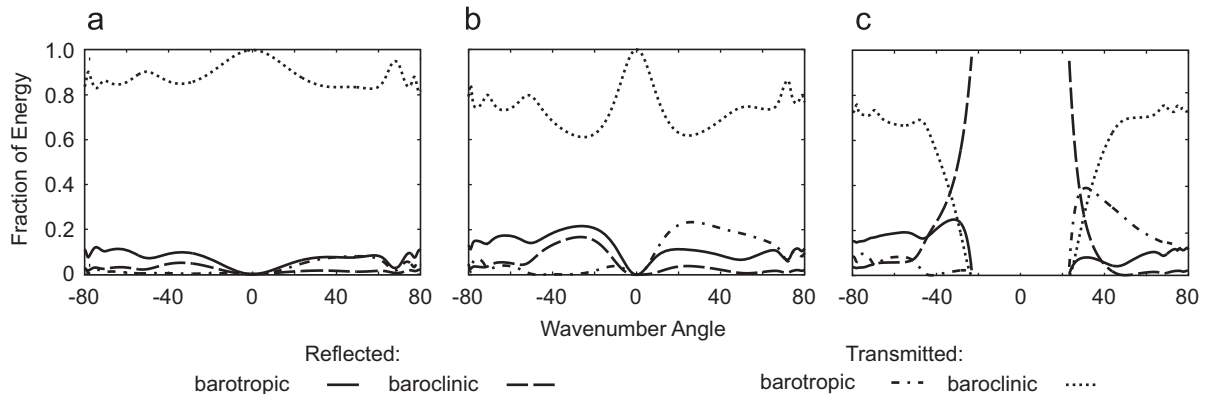 a
b
c
Fraction of Energy
1.0
0.8
0.6
0.4
0.2
0
-80 -40 0 40 80
-80 -40 0 40 80
-80 -40 0 40 80
Wavenumber Angle
Reflected: Transmitted:
barotropic baroclinic barotropic baroclinic